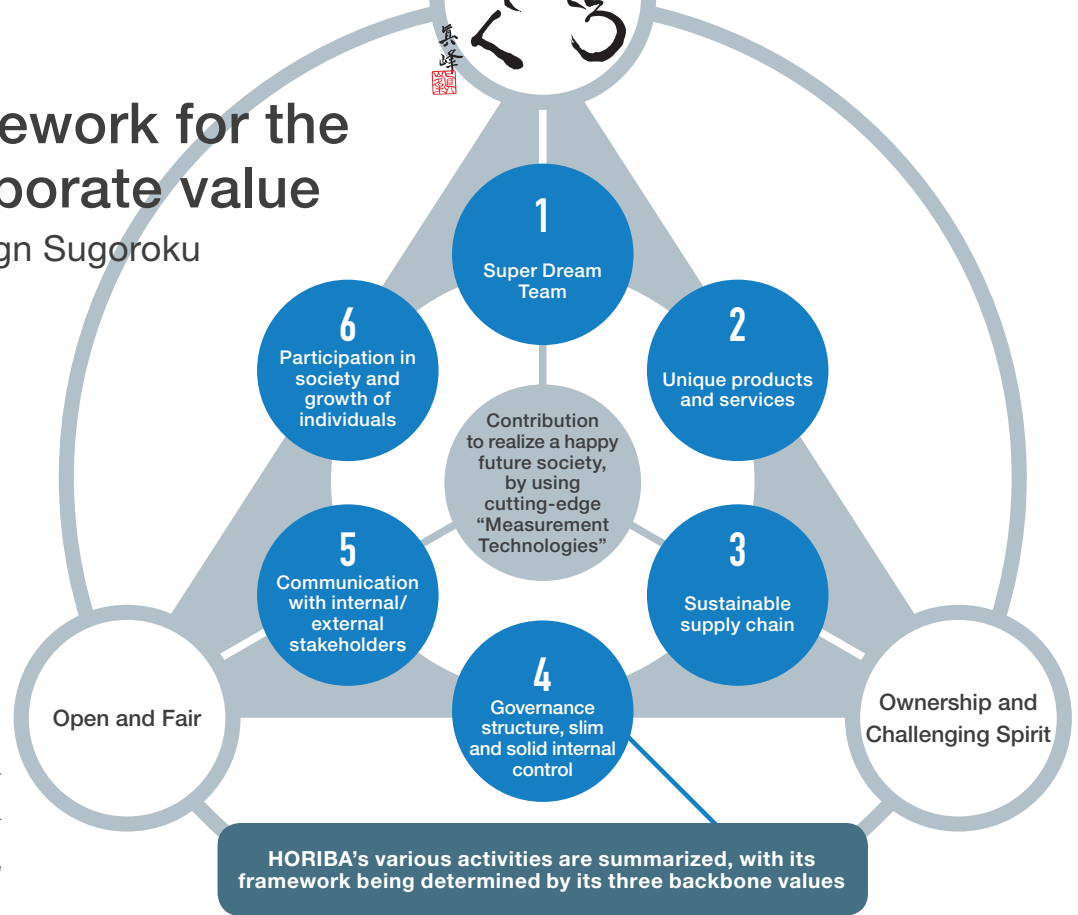 ぐろ
眞峰
ework for the
porate value
gn Sugoroku
1
Super Dream
Team
2
Unique products
and services
3
Sustainable
supply chain
4
Governance
structure, slim
and solid internal
control
5
Communication
with internal/
external
stakeholders
6
Participation in
society and
growth of
individuals
Contribution
to realize a happy
future society,
by using
cutting-edge
“Measurement
Technologies”
Open and Fair
Ownership and
Challenging Spirit
HORIBA’s various activities are summarized, with its
framework being determined by its three backbone values